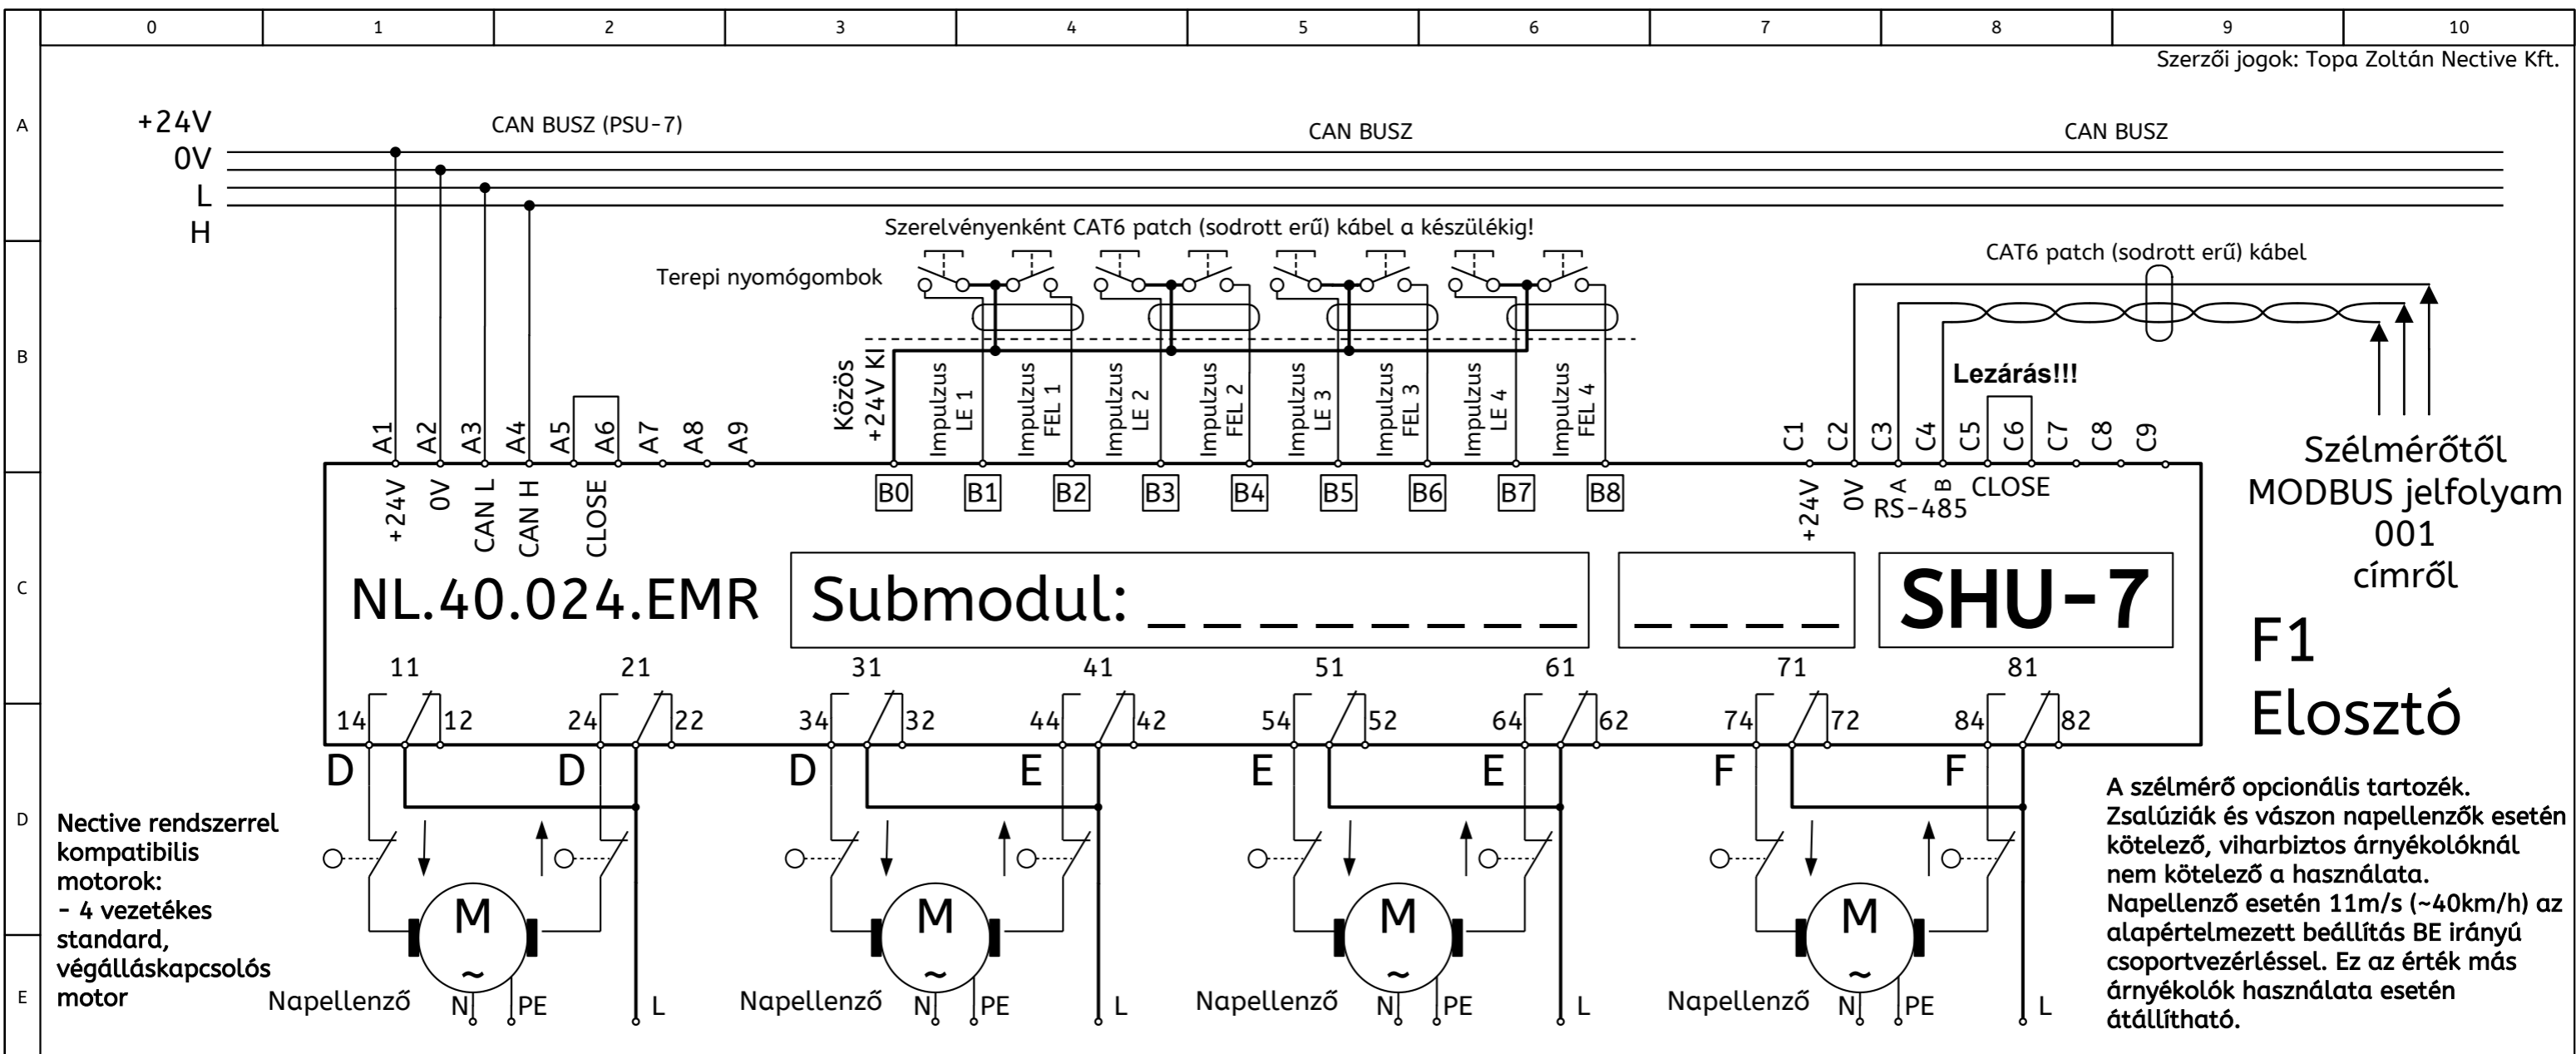 0 1 2 3 4 5 6 7 8 9 10
Szerzői jogok: Topa Zoltán Nective Kft.
A
+24V
0V
L
H
CAN BUSZ (PSU-7)
CAN BUSZ
CAN BUSZ
Szerelvényenként CAT6 patch (sodrott erű) kábel a készülékig!
Terepi nyomógombok
CAT6 patch (sodrott erű) kábel
B
Közös
+24V KI
Impulzus
LE 1
Impulzus
FEL 1
Impulzus
LE 2
Impulzus
FEL 2
Impulzus
LE 3
Impulzus
FEL 3
Impulzus
LE 4
Impulzus
FEL 4
Lezárás!!!
A1 A2 A3 A4 A5 A6 A7 A8 A9
C1 C2 C3 C4 C5 C6 C7 C8 C9
+24V 0V CAN L CAN H CLOSE
B0 B1 B2 B3 B4 B5 B6 B7 B8
+24V 0V A B CLOSE
RS-485
Szélmérőtől
MODBUS jelfolyam
001
címről
C
NL.40.024.EMR
Submodul: _ _ _ _ _ _ _ _
_ _ _ _
SHU-7
F1
Elosztó
11 21 31 41 51 61 71 81
14 12 24 22 34 32 44 42 54 52 64 62 74 72 84 82
D D D E E E F F
D
Nective rendszerrel
kompatibilis
motorok:
- 4 vezetékes
standard,
végálláskapcsolós
motor
M
~
M
~
M
~
M
~
E
Napellenző N PE L
Napellenző N PE L
Napellenző N PE L
Napellenző N PE L
A szélmérő opcionális tartozék.
Zsalúziák és vászon napellenzők esetén
kötelező, viharbiztos árnyékolóknál
nem kötelező a használata.
Napellenző esetén 11m/s (~40km/h) az
alapértelmezett beállítás BE irányú
csoportvezérléssel. Ez az érték más
árnyékolók használata esetén
átállítható.